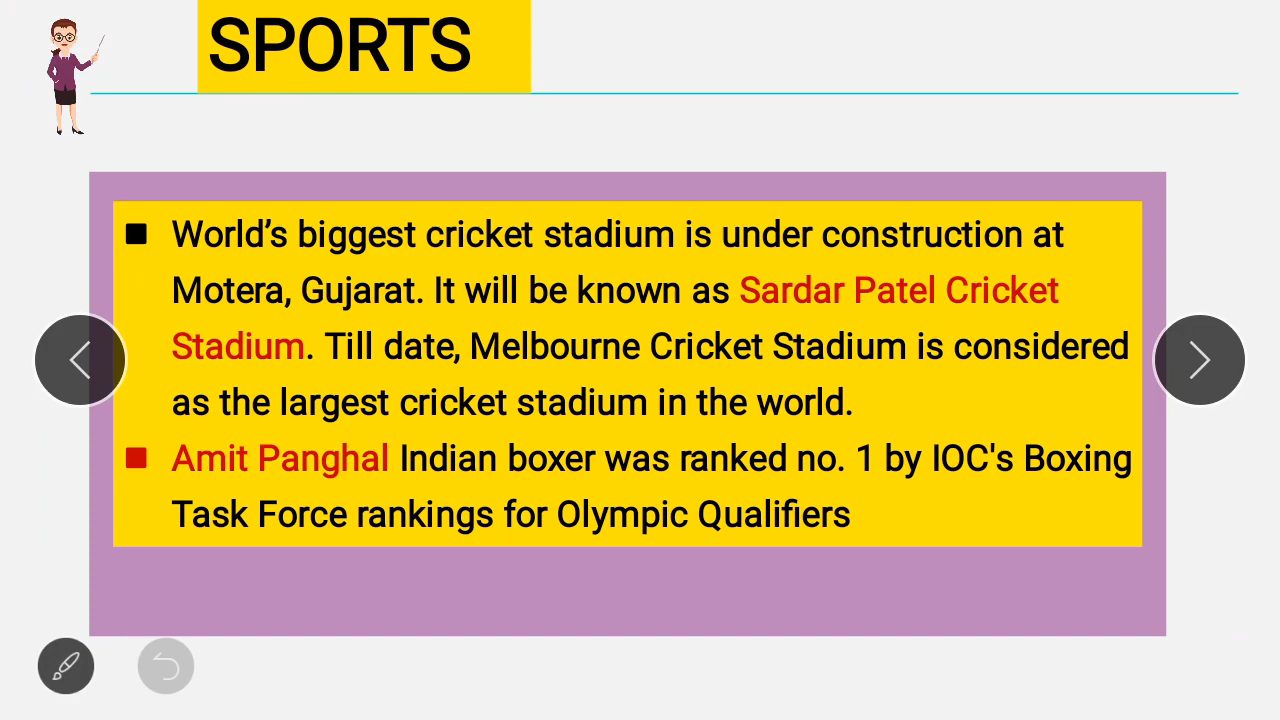 SPORTS
World’s biggest cricket stadium is under construction at
Motera, Gujarat. It will be known as Sardar Patel Cricket
Stadium. Till date, Melbourne Cricket Stadium is considered
as the largest cricket stadium in the world.
Amit Panghal Indian boxer was ranked no. 1 by IOC's Boxing
Task Force rankings for Olympic Qualifiers